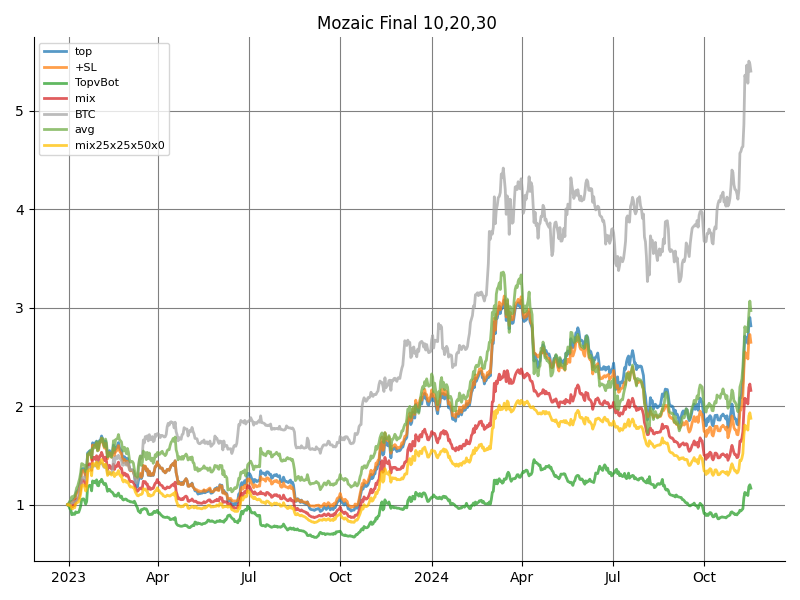 Mozaic Final 10,20,30
top
+SL
TopvBot
mix
BTC
avg
mix25x25x50x0
5
4
3
2
1
2023 Apr Jul Oct 2024 Apr Jul Oct